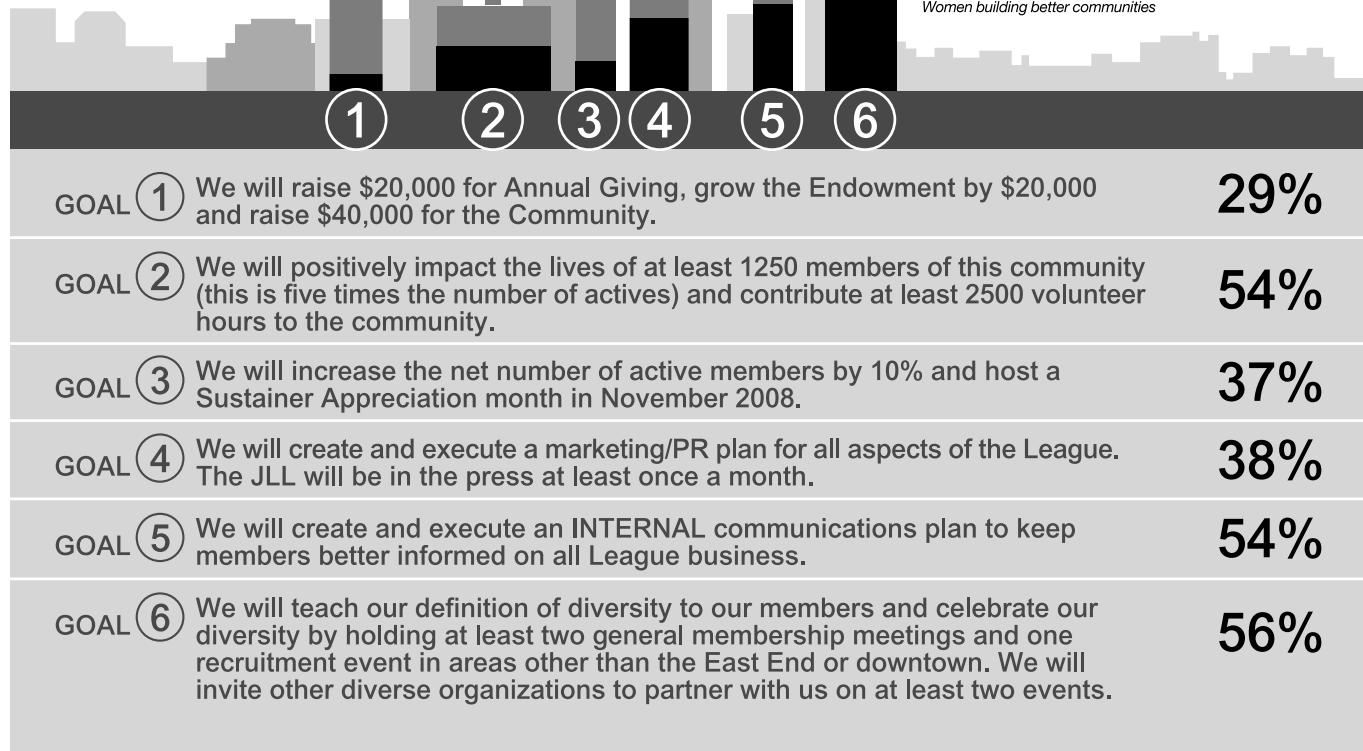 Women building better communities
1 2 3 4 5 6
GOAL 1 We will raise $20,000 for Annual Giving, grow the Endowment by $20,000
and raise $40,000 for the Community.
29%
GOAL 2 We will positively impact the lives of at least 1250 members of this community
(this is five times the number of actives) and contribute at least 2500 volunteer
hours to the community.
54%
GOAL 3 We will increase the net number of active members by 10% and host a
Sustainer Appreciation month in November 2008.
37%
GOAL 4 We will create and execute a marketing/PR plan for all aspects of the League.
The JLL will be in the press at least once a month.
38%
GOAL 5 We will create and execute an INTERNAL communications plan to keep
members better informed on all League business.
54%
GOAL 6 We will teach our definition of diversity to our members and celebrate our
diversity by holding at least two general membership meetings and one
recruitment event in areas other than the East End or downtown. We will
invite other diverse organizations to partner with us on at least two events.
56%